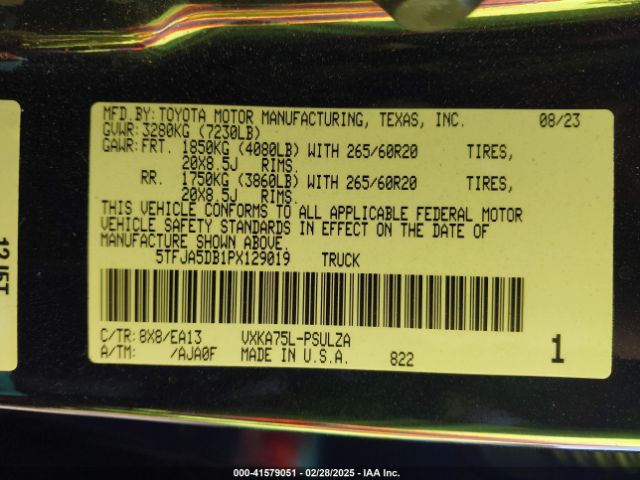 MFD.BY:TOYOTA MOTOR MANUFACTURING, TEXAS, INC. 08/23
GVWR:3280KG (7230LB)
GAWR:FRT. 1850KG (4080LB) WITH 265/60R20 TIRES,
20X8.5J RIMS.
RR. 1750KG (3860LB) WITH 265/60R20 TIRES,
20X8.5J RIMS.
THIS VEHICLE CONFORMS TO ALL APPLICABLE FEDERAL MOTOR
VEHICLE SAFETY STANDARDS IN EFFECT ON THE DATE OF
MANUFACTURE SHOWN ABOVE.
5TFJA5DB1PX129019 TRUCK
C/TR:8X8/EA13 VXKA75L-PSULZA
A/TM: /AJA0F MADE IN U.S.A. 822 1
000-41579051 - 02/28/2025 - IAA Inc.